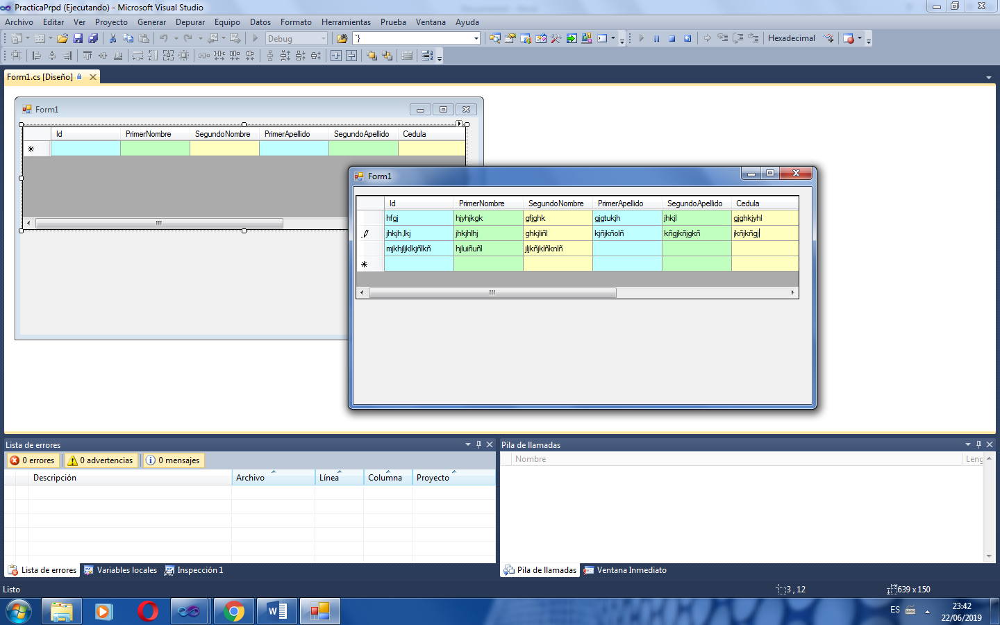 PracticaPrpd (Ejecutando) - Microsoft Visual Studio
Archivo Editar Ver Proyecto Generar Depurar Equipo Datos Formato Herramientas Prueba Ventana Ayuda
Debug `} Hexadecimal
Form1.cs [Diseño]
Form1
Id PrimerNombre SegundoNombre PrimerApellido SegundoApellido Cedula
Form1
Id PrimerNombre SegundoNombre PrimerApellido SegundoApellido Cedula
hfgj hjyhjkgk gfjghk gjgtukjh jhkjl gjghkjyhl
jhkjh,lkj jhkjhlhj ghkjliñl kjñjkñolñ kñgjkñjgkñ jkñjkñgj
mjkhjljklkjñlkñ hjluiñuñl jljkñjklñknlñ
Lista de errores
0 errores 0 advertencias 0 mensajes
Descripción Archivo Línea Columna Proyecto
Lista de errores Variables locales Inspección 1
Pila de llamadas
Nombre Leng
Pila de llamadas Ventana Inmediato
Listo 3 , 12 639 x 150
ES 23:42
22/06/2019